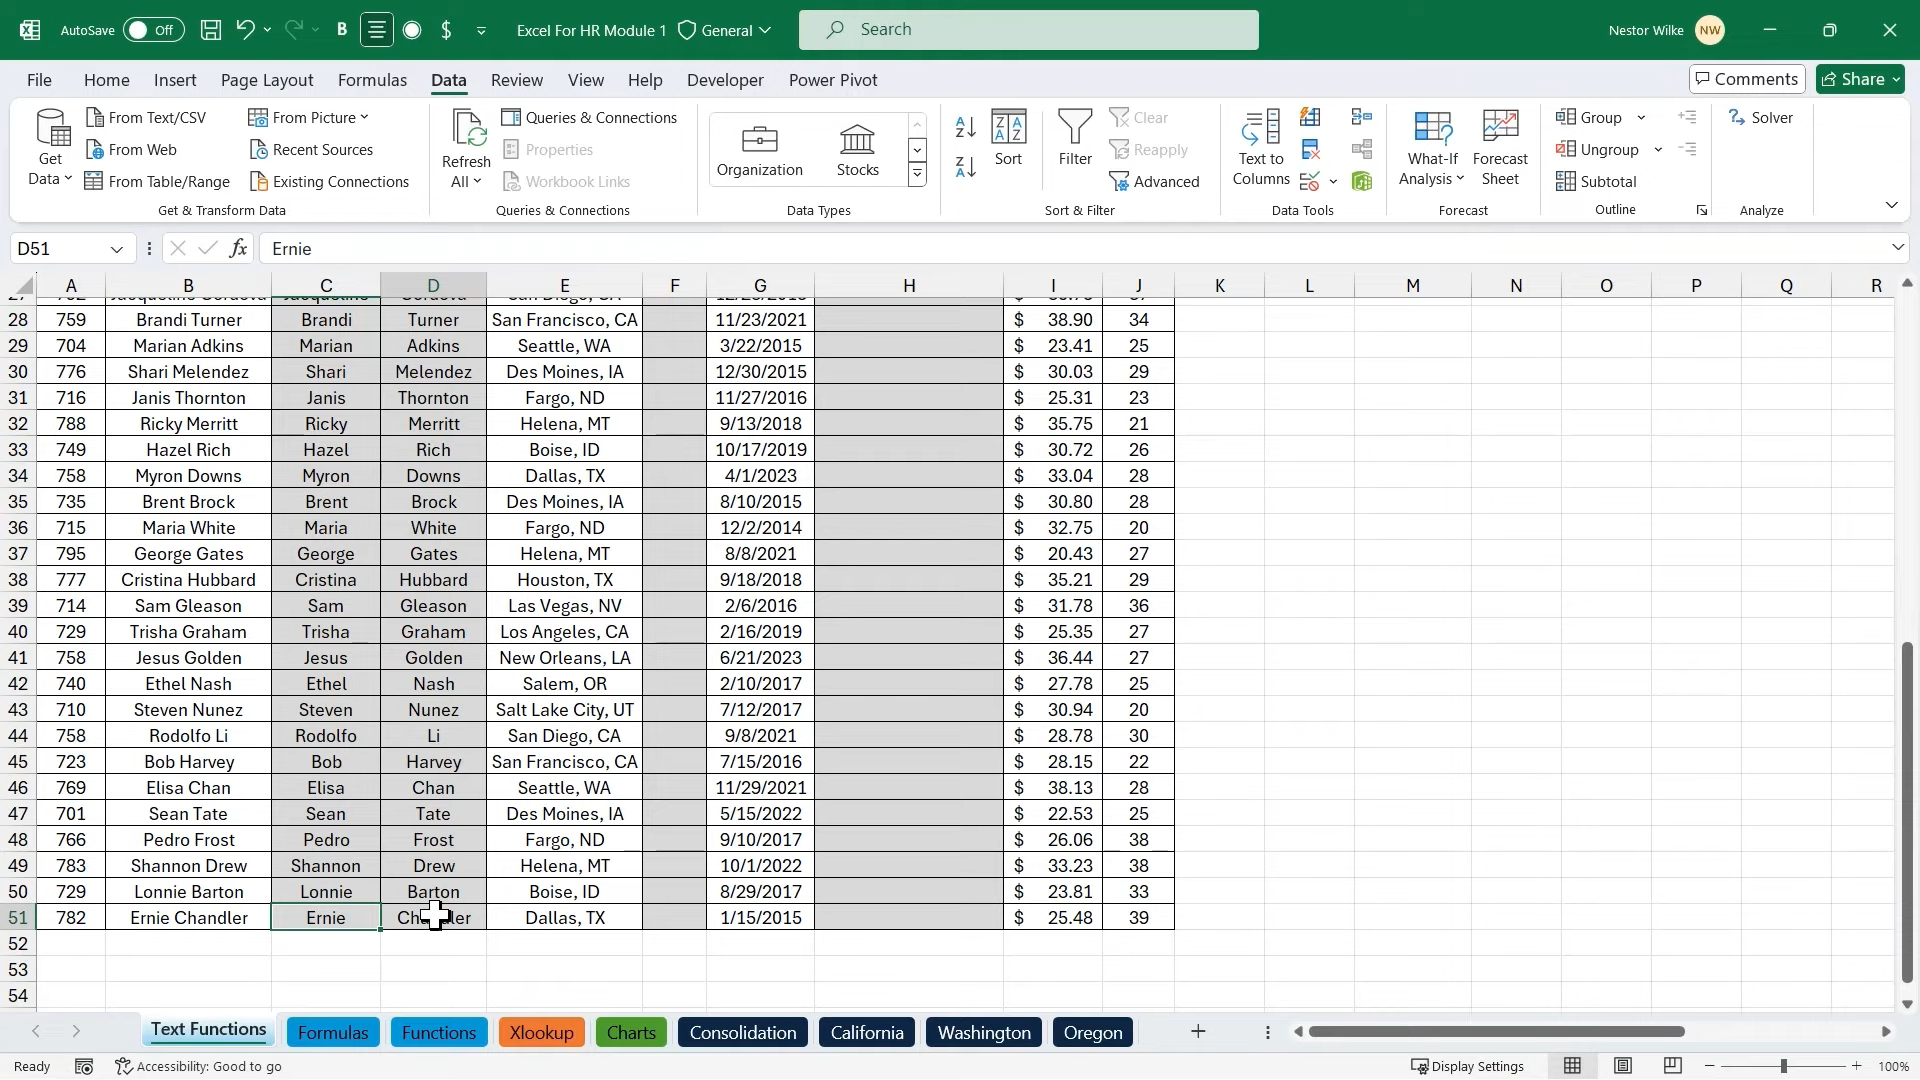 AutoSave Off B $ Excel For HR Module 1 General Search Nestor Wilke NW
File Home Insert Page Layout Formulas Data Review View Help Developer Power Pivot Comments Share
Get Data From Text/CSV From Picture Refresh All Queries & Connections Organization Stocks Sort Filter Clear Text to Columns What-If Analysis Forecast Sheet Group Solver
From Web Recent Sources Properties Reapply Ungroup
From Table/Range Existing Connections Workbook Links Advanced Subtotal
Get & Transform Data Queries & Connections Data Types Sort & Filter Data Tools Forecast Outline Analyze
D51 fx Ernie
A B C D E F G H I J K L M N O P Q R
28 759 Brandi Turner Brandi Turner San Francisco, CA 11/23/2021 $ 38.90 34
29 704 Marian Adkins Marian Adkins Seattle, WA 3/22/2015 $ 23.41 25
30 776 Shari Melendez Shari Melendez Des Moines, IA 12/30/2015 $ 30.03 29
31 716 Janis Thornton Janis Thornton Fargo, ND 11/27/2016 $ 25.31 23
32 788 Ricky Merritt Ricky Merritt Helena, MT 9/13/2018 $ 35.75 21
33 749 Hazel Rich Hazel Rich Boise, ID 10/17/2019 $ 30.72 26
34 758 Myron Downs Myron Downs Dallas, TX 4/1/2023 $ 33.04 28
35 735 Brent Brock Brent Brock Des Moines, IA 8/10/2015 $ 30.80 28
36 715 Maria White Maria White Fargo, ND 12/2/2014 $ 32.75 20
37 795 George Gates George Gates Helena, MT 8/8/2021 $ 20.43 27
38 777 Cristina Hubbard Cristina Hubbard Houston, TX 9/18/2018 $ 35.21 29
39 714 Sam Gleason Sam Gleason Las Vegas, NV 2/6/2016 $ 31.78 36
40 729 Trisha Graham Trisha Graham Los Angeles, CA 2/16/2019 $ 25.35 27
41 758 Jesus Golden Jesus Golden New Orleans, LA 6/21/2023 $ 36.44 27
42 740 Ethel Nash Ethel Nash Salem, OR 2/10/2017 $ 27.78 25
43 710 Steven Nunez Steven Nunez Salt Lake City, UT 7/12/2017 $ 30.94 20
44 758 Rodolfo Li Rodolfo Li San Diego, CA 9/8/2021 $ 28.78 30
45 723 Bob Harvey Bob Harvey San Francisco, CA 7/15/2016 $ 28.15 22
46 769 Elisa Chan Elisa Chan Seattle, WA 11/29/2021 $ 38.13 28
47 701 Sean Tate Sean Tate Des Moines, IA 5/15/2022 $ 22.53 25
48 766 Pedro Frost Pedro Frost Fargo, ND 9/10/2017 $ 26.06 38
49 783 Shannon Drew Shannon Drew Helena, MT 10/1/2022 $ 33.23 38
50 729 Lonnie Barton Lonnie Barton Boise, ID 8/29/2017 $ 23.81 33
51 782 Ernie Chandler Ernie Chandler Dallas, TX 1/15/2015 $ 25.48 39
52
53
54
Text Functions Formulas Functions Xlookup Charts Consolidation California Washington Oregon
Ready Accessibility: Good to go Display Settings 100%